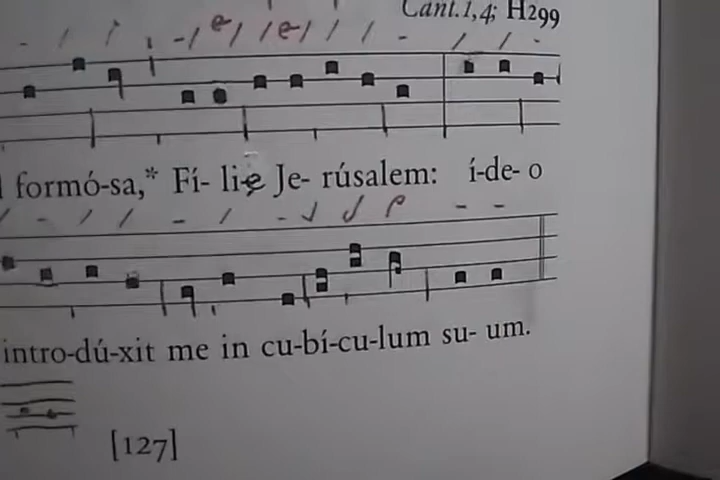 Cant.1,4; H299
formó-sa,* Fí- li-ę Je- rúsalem: í-de- o
intro-dú-xit me in cu-bí-cu-lum su- um.
[127]